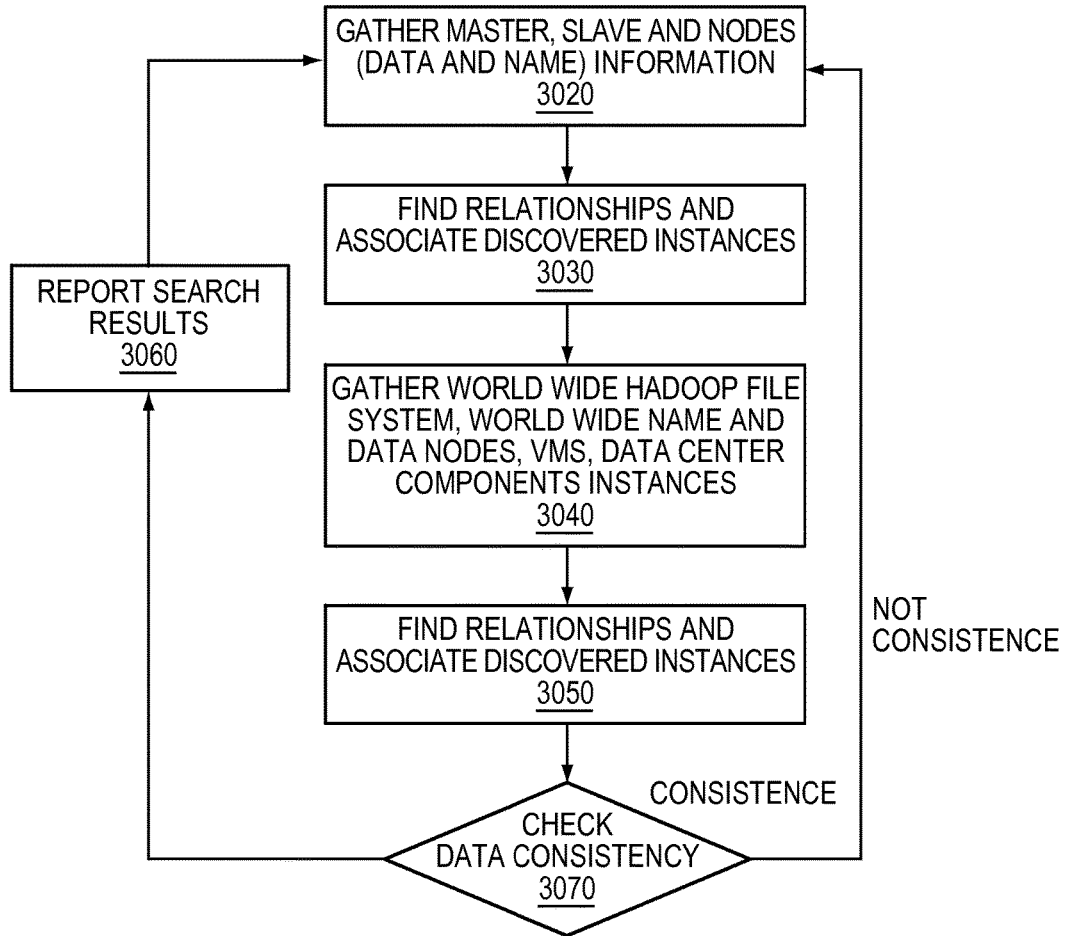 GATHER MASTER, SLAVE AND NODES
(DATA AND NAME) INFORMATION
3020
FIND RELATIONSHIPS AND
ASSOCIATE DISCOVERED INSTANCES
3030
REPORT SEARCH
RESULTS
3060
GATHER WORLD WIDE HADOOP FILE
SYSTEM, WORLD WIDE NAME AND
DATA NODES, VMS, DATA CENTER
COMPONENTS INSTANCES
3040
FIND RELATIONSHIPS AND
ASSOCIATE DISCOVERED INSTANCES
3050
NOT
CONSISTENCE
CONSISTENCE
CHECK
DATA CONSISTENCY
3070